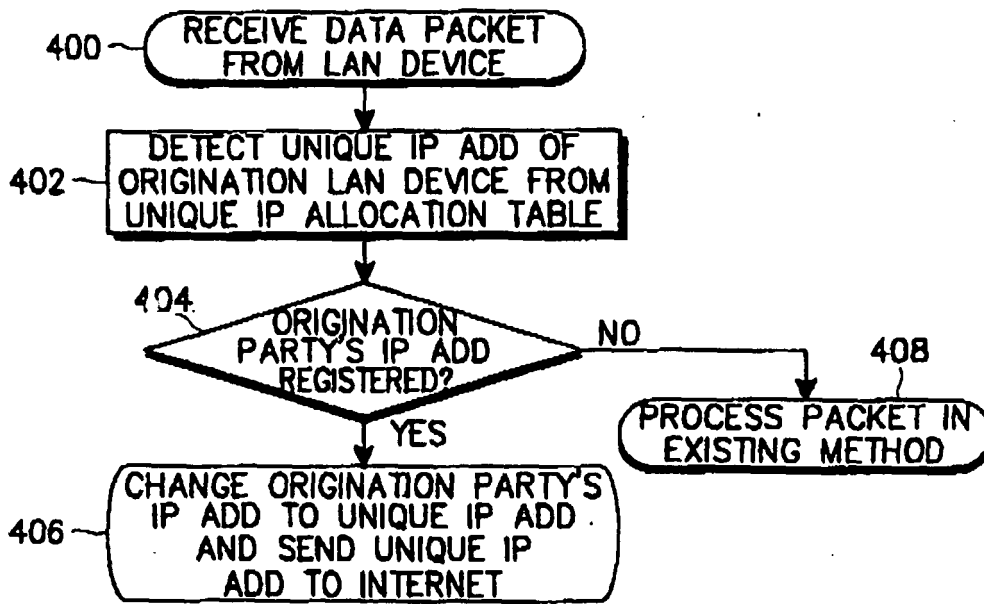 400
RECEIVE DATA PACKET
FROM LAN DEVICE
402
DETECT UNIQUE IP ADD OF
ORIGINATION LAN DEVICE FROM
UNIQUE IP ALLOCATION TABLE
404
ORIGINATION
PARTY'S IP ADD
REGISTERED?
NO
408
PROCESS PACKET IN
EXISTING METHOD
YES
406
CHANGE ORIGINATION PARTY'S
IP ADD TO UNIQUE IP ADD
AND SEND UNIQUE IP
ADD TO INTERNET